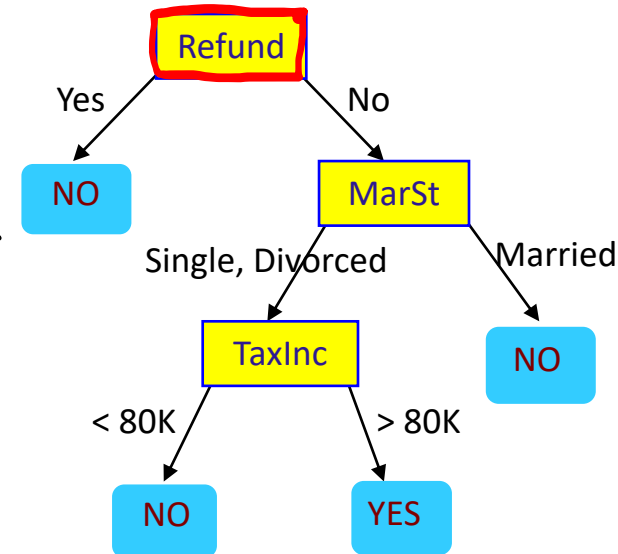 Refund
Yes
No
NO
MarSt
Single, Divorced
Married
TaxInc
NO
< 80K
> 80K
NO
YES